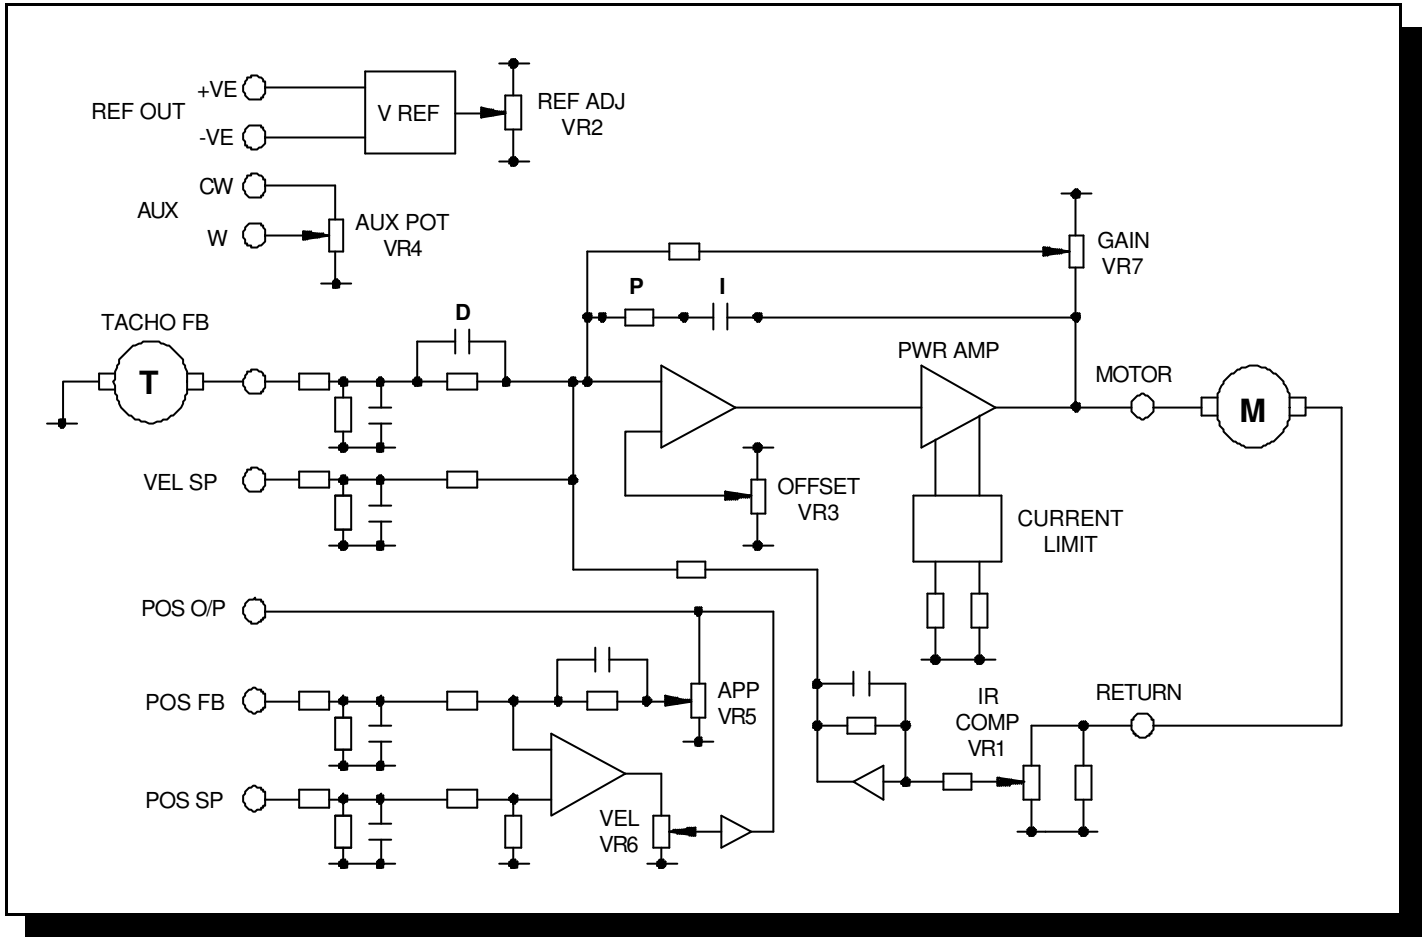 +VE
REF OUT
-VE
V REF
REF ADJ
VR2
CW
AUX
W
AUX POT
VR4
GAIN
VR7
P
I
D
TACHO FB
T
PWR AMP
MOTOR
M
VEL SP
OFFSET
VR3
CURRENT
LIMIT
POS O/P
POS FB
APP
VR5
IR
COMP
VR1
RETURN
POS SP
VEL
VR6